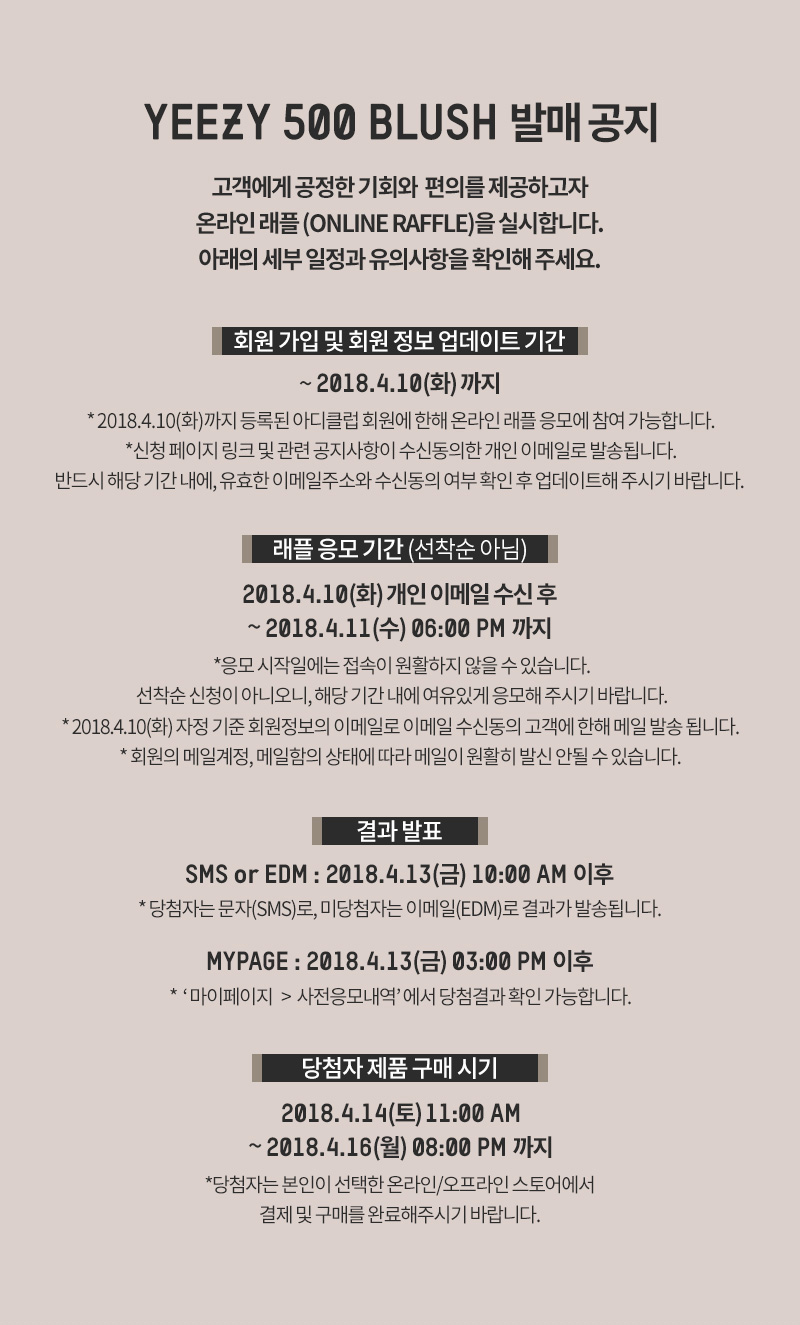 YEEZY 500 BLUSH 발매 공지
고객에게 공정한 기회와 편의를 제공하고자
온라인 래플 (ONLINE RAFFLE)을 실시합니다.
아래의 세부 일정과 유의사항을 확인해 주세요.
회원 가입 및 회원 정보 업데이트 기간
~ 2018.4.10(화) 까지
* 2018.4.10(화)까지 등록된 아디클럽 회원에 한해 온라인 래플 응모에 참여 가능합니다.
*신청 페이지 링크 및 관련 공지사항이 수신동의한 개인 이메일로 발송됩니다.
반드시 해당 기간 내에, 유효한 이메일주소와 수신동의 여부 확인 후 업데이트해 주시기 바랍니다.
래플 응모 기간 (선착순 아님)
2018.4.10(화) 개인 이메일 수신 후
~ 2018.4.11(수) 06:00 PM 까지
*응모 시작일에는 접속이 원활하지 않을 수 있습니다.
선착순 신청이 아니오니, 해당 기간 내에 여유있게 응모해 주시기 바랍니다.
* 2018.4.10(화) 자정 기준 회원정보의 이메일로 이메일 수신동의 고객에 한해 메일 발송 됩니다.
* 회원의 메일계정, 메일함의 상태에 따라 메일이 원활히 발신 안될 수 있습니다.
결과 발표
SMS or EDM : 2018.4.13(금) 10:00 AM 이후
* 당첨자는 문자(SMS)로, 미당첨자는 이메일(EDM)로 결과가 발송됩니다.
MYPAGE : 2018.4.13(금) 03:00 PM 이후
* ‘마이페이지 > 사전응모내역’에서 당첨결과 확인 가능합니다.
당첨자 제품 구매 시기
2018.4.14(토) 11:00 AM
~ 2018.4.16(월) 08:00 PM 까지
*당첨자는 본인이 선택한 온라인/오프라인 스토어에서
결제 및 구매를 완료해주시기 바랍니다.